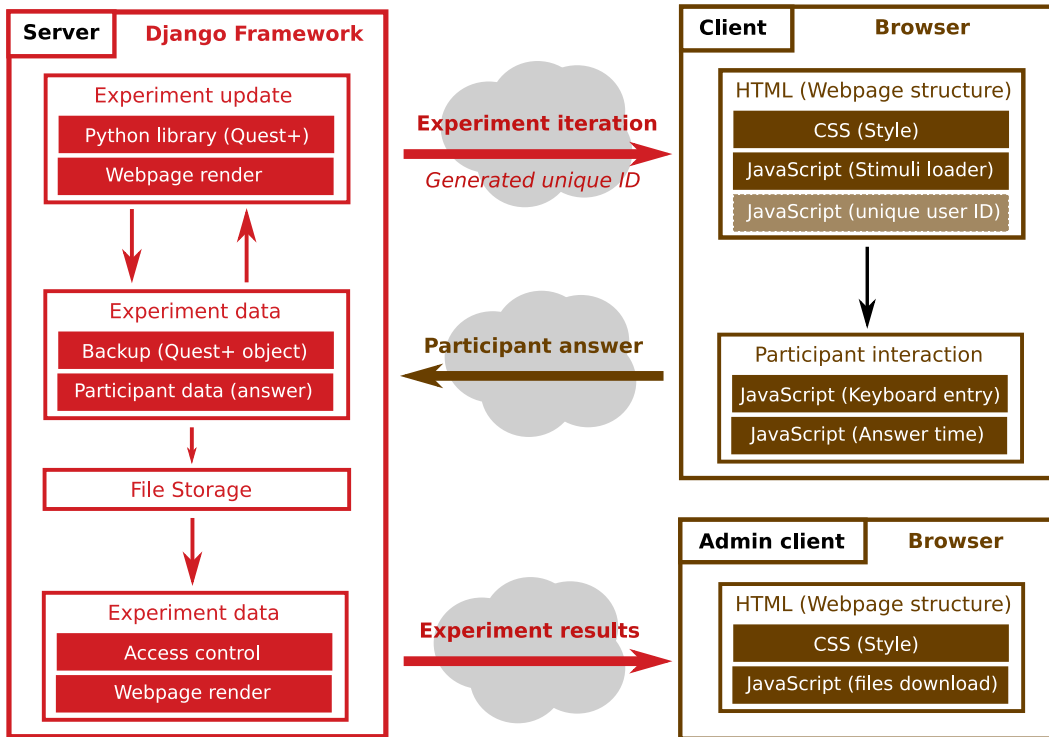 Server
Django Framework
Experiment update
Python library (Quest+)
Webpage render
Experiment data
Backup (Quest+ object)
Participant data (answer)
File Storage
Experiment data
Access control
Webpage render
Experiment iteration
Generated unique ID
Participant answer
Experiment results
Client
Browser
HTML (Webpage structure)
CSS (Style)
JavaScript (Stimuli loader)
JavaScript (unique user ID)
Participant interaction
JavaScript (Keyboard entry)
JavaScript (Answer time)
Admin client
Browser
HTML (Webpage structure)
CSS (Style)
JavaScript (files download)